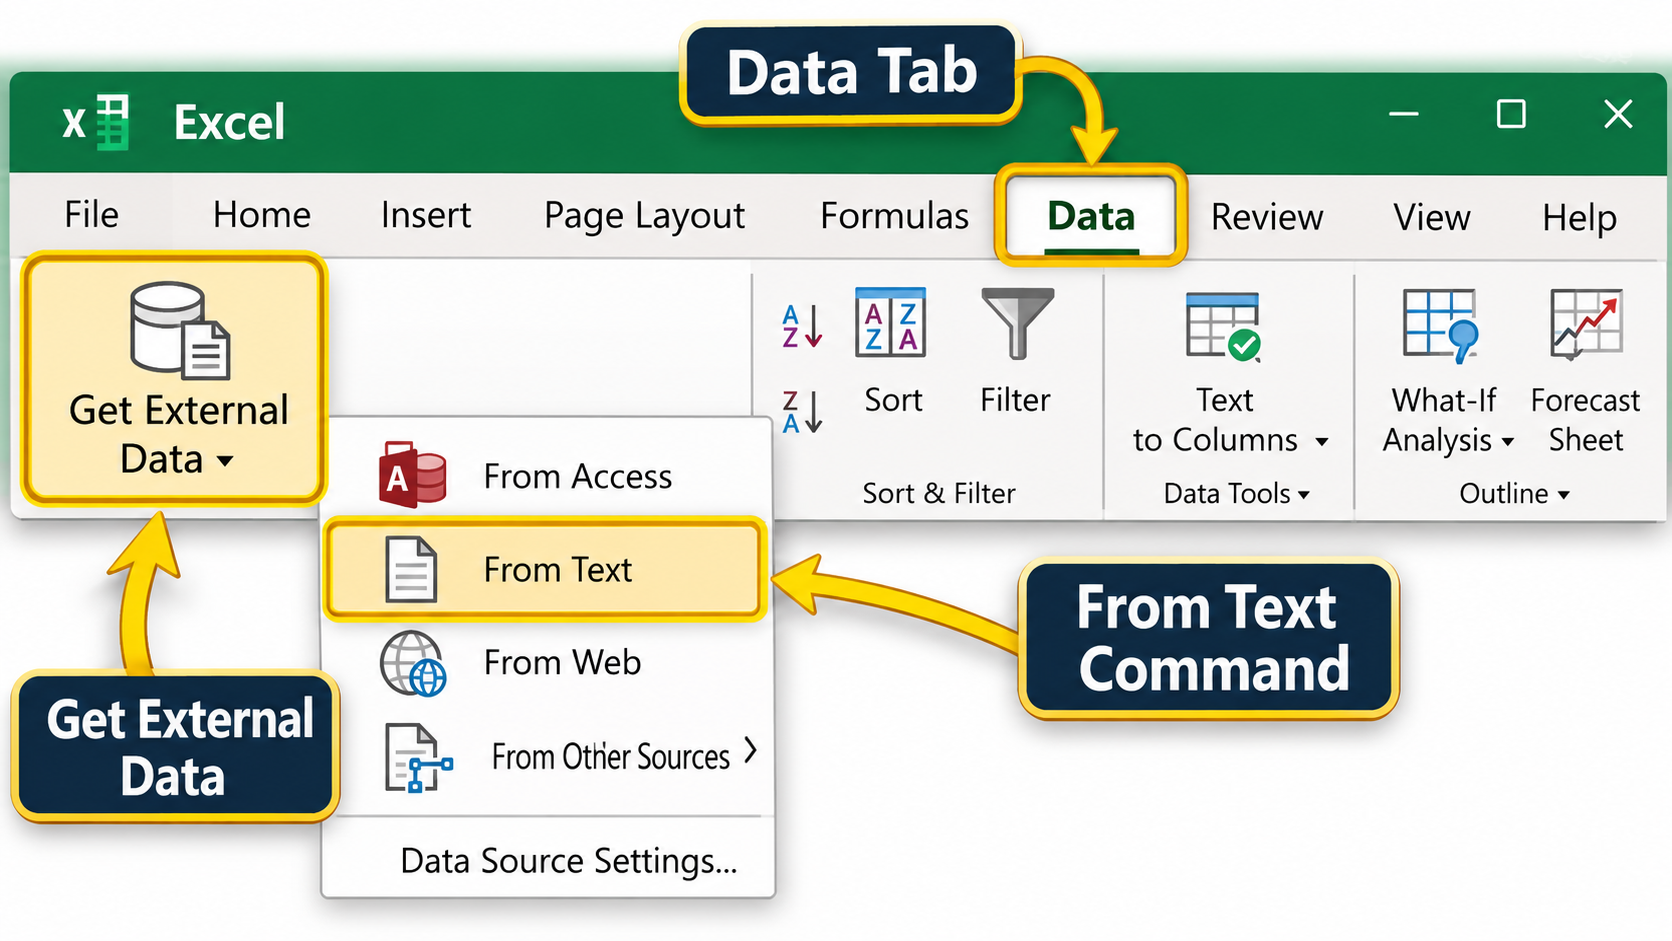 Data Tab
X
Excel
File
Home
Insert
Page Layout
Formulas
Data
Review
View
Help
Get External
Data
A
Z
A Z
Z A
Sort
Filter
Z
A
Sort & Filter
Text
to Columns
Data Tools
What-If
Analysis
Forecast
Sheet
Outline
A
From Access
From Text
From Web
From Other Sources
Data Source Settings...
Get External
Data
From Text
Command